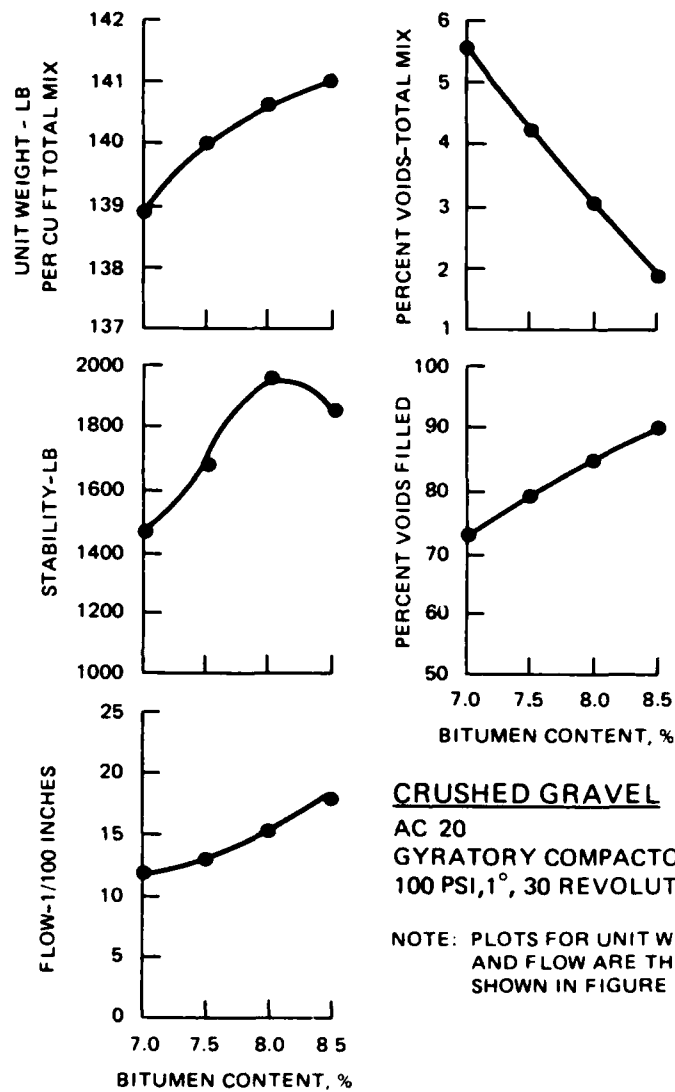 UNIT WEIGHT - LB
PER CU FT TOTAL MIX
142
141
140
139
138
137
PERCENT VOIDS-TOTAL MIX
6
5
4
3
2
1
STABILITY-LB
2000
1800
1600
1400
1200
1000
PERCENT VOIDS FILLED
100
90
80
70
60
50
7.0 7.5 8.0 8.5
BITUMEN CONTENT, %
FLOW-1/100 INCHES
25
20
15
10
5
0
7.0 7.5 8.0 8 5
BITUMEN CONTENT, %
CRUSHED GRAVEL
AC 20
GYRATORY COMPACTO
100 PSI, 1°, 30 REVOLUT
NOTE: PLOTS FOR UNIT W
AND FLOW ARE TH
SHOWN IN FIGURE